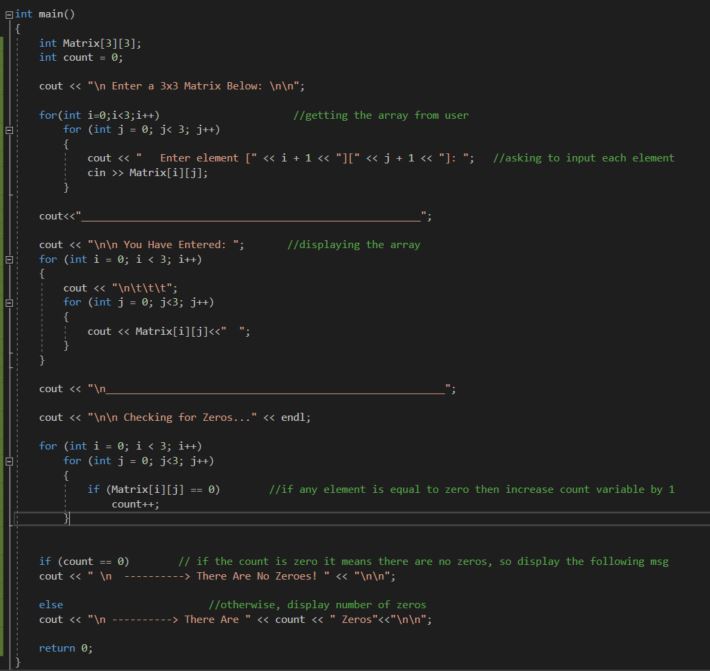 int main()
{
    int Matrix[3][3];
    int count = 0;

    cout << "\n Enter a 3x3 Matrix Below: \n\n";

    for(int i=0;i<3;i++)                      //getting the array from user
        for (int j = 0; j< 3; j++)
        {
            cout << "   Enter element [" << i + 1 << "][" << j + 1 << "]: ";   //asking to input each element
            cin >> Matrix[i][j];
        }

    cout<<"________________________________________________________";

    cout << "\n\n You Have Entered: ";       //displaying the array
    for (int i = 0; i < 3; i++)
    {
        cout << "\n\t\t\t";
        for (int j = 0; j<3; j++)
        {
            cout << Matrix[i][j]<<"  ";
        }
    }

    cout << "\n________________________________________________________";

    cout << "\n\n Checking for Zeros..." << endl;

    for (int i = 0; i < 3; i++)
        for (int j = 0; j<3; j++)
        {
            if (Matrix[i][j] == 0)        //if any element is equal to zero then increase count variable by 1
                count++;
        }


    if (count == 0)        // if the count is zero it means there are no zeros, so display the following msg
    cout << " \n  ----------> There Are No Zeroes! " << "\n\n";

    else                        //otherwise, display number of zeros
    cout << "\n ----------> There Are " << count << " Zeros"<<"\n\n";

    return 0;
}